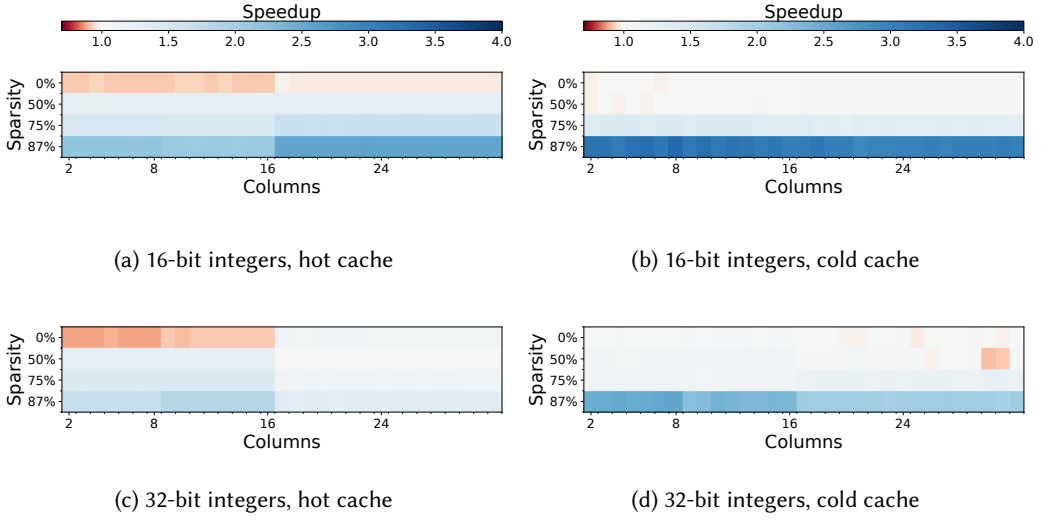 Speedup
1.0 1.5 2.0 2.5 3.0 3.5 4.0
Sparsity
0%
50%
75%
87%
2 8 16 24
Columns
(a) 16-bit integers, hot cache
Speedup
1.0 1.5 2.0 2.5 3.0 3.5 4.0
Sparsity
0%
50%
75%
87%
2 8 16 24
Columns
(b) 16-bit integers, cold cache
Sparsity
0%
50%
75%
87%
2 8 16 24
Columns
(c) 32-bit integers, hot cache
Sparsity
0%
50%
75%
87%
2 8 16 24
Columns
(d) 32-bit integers, cold cache